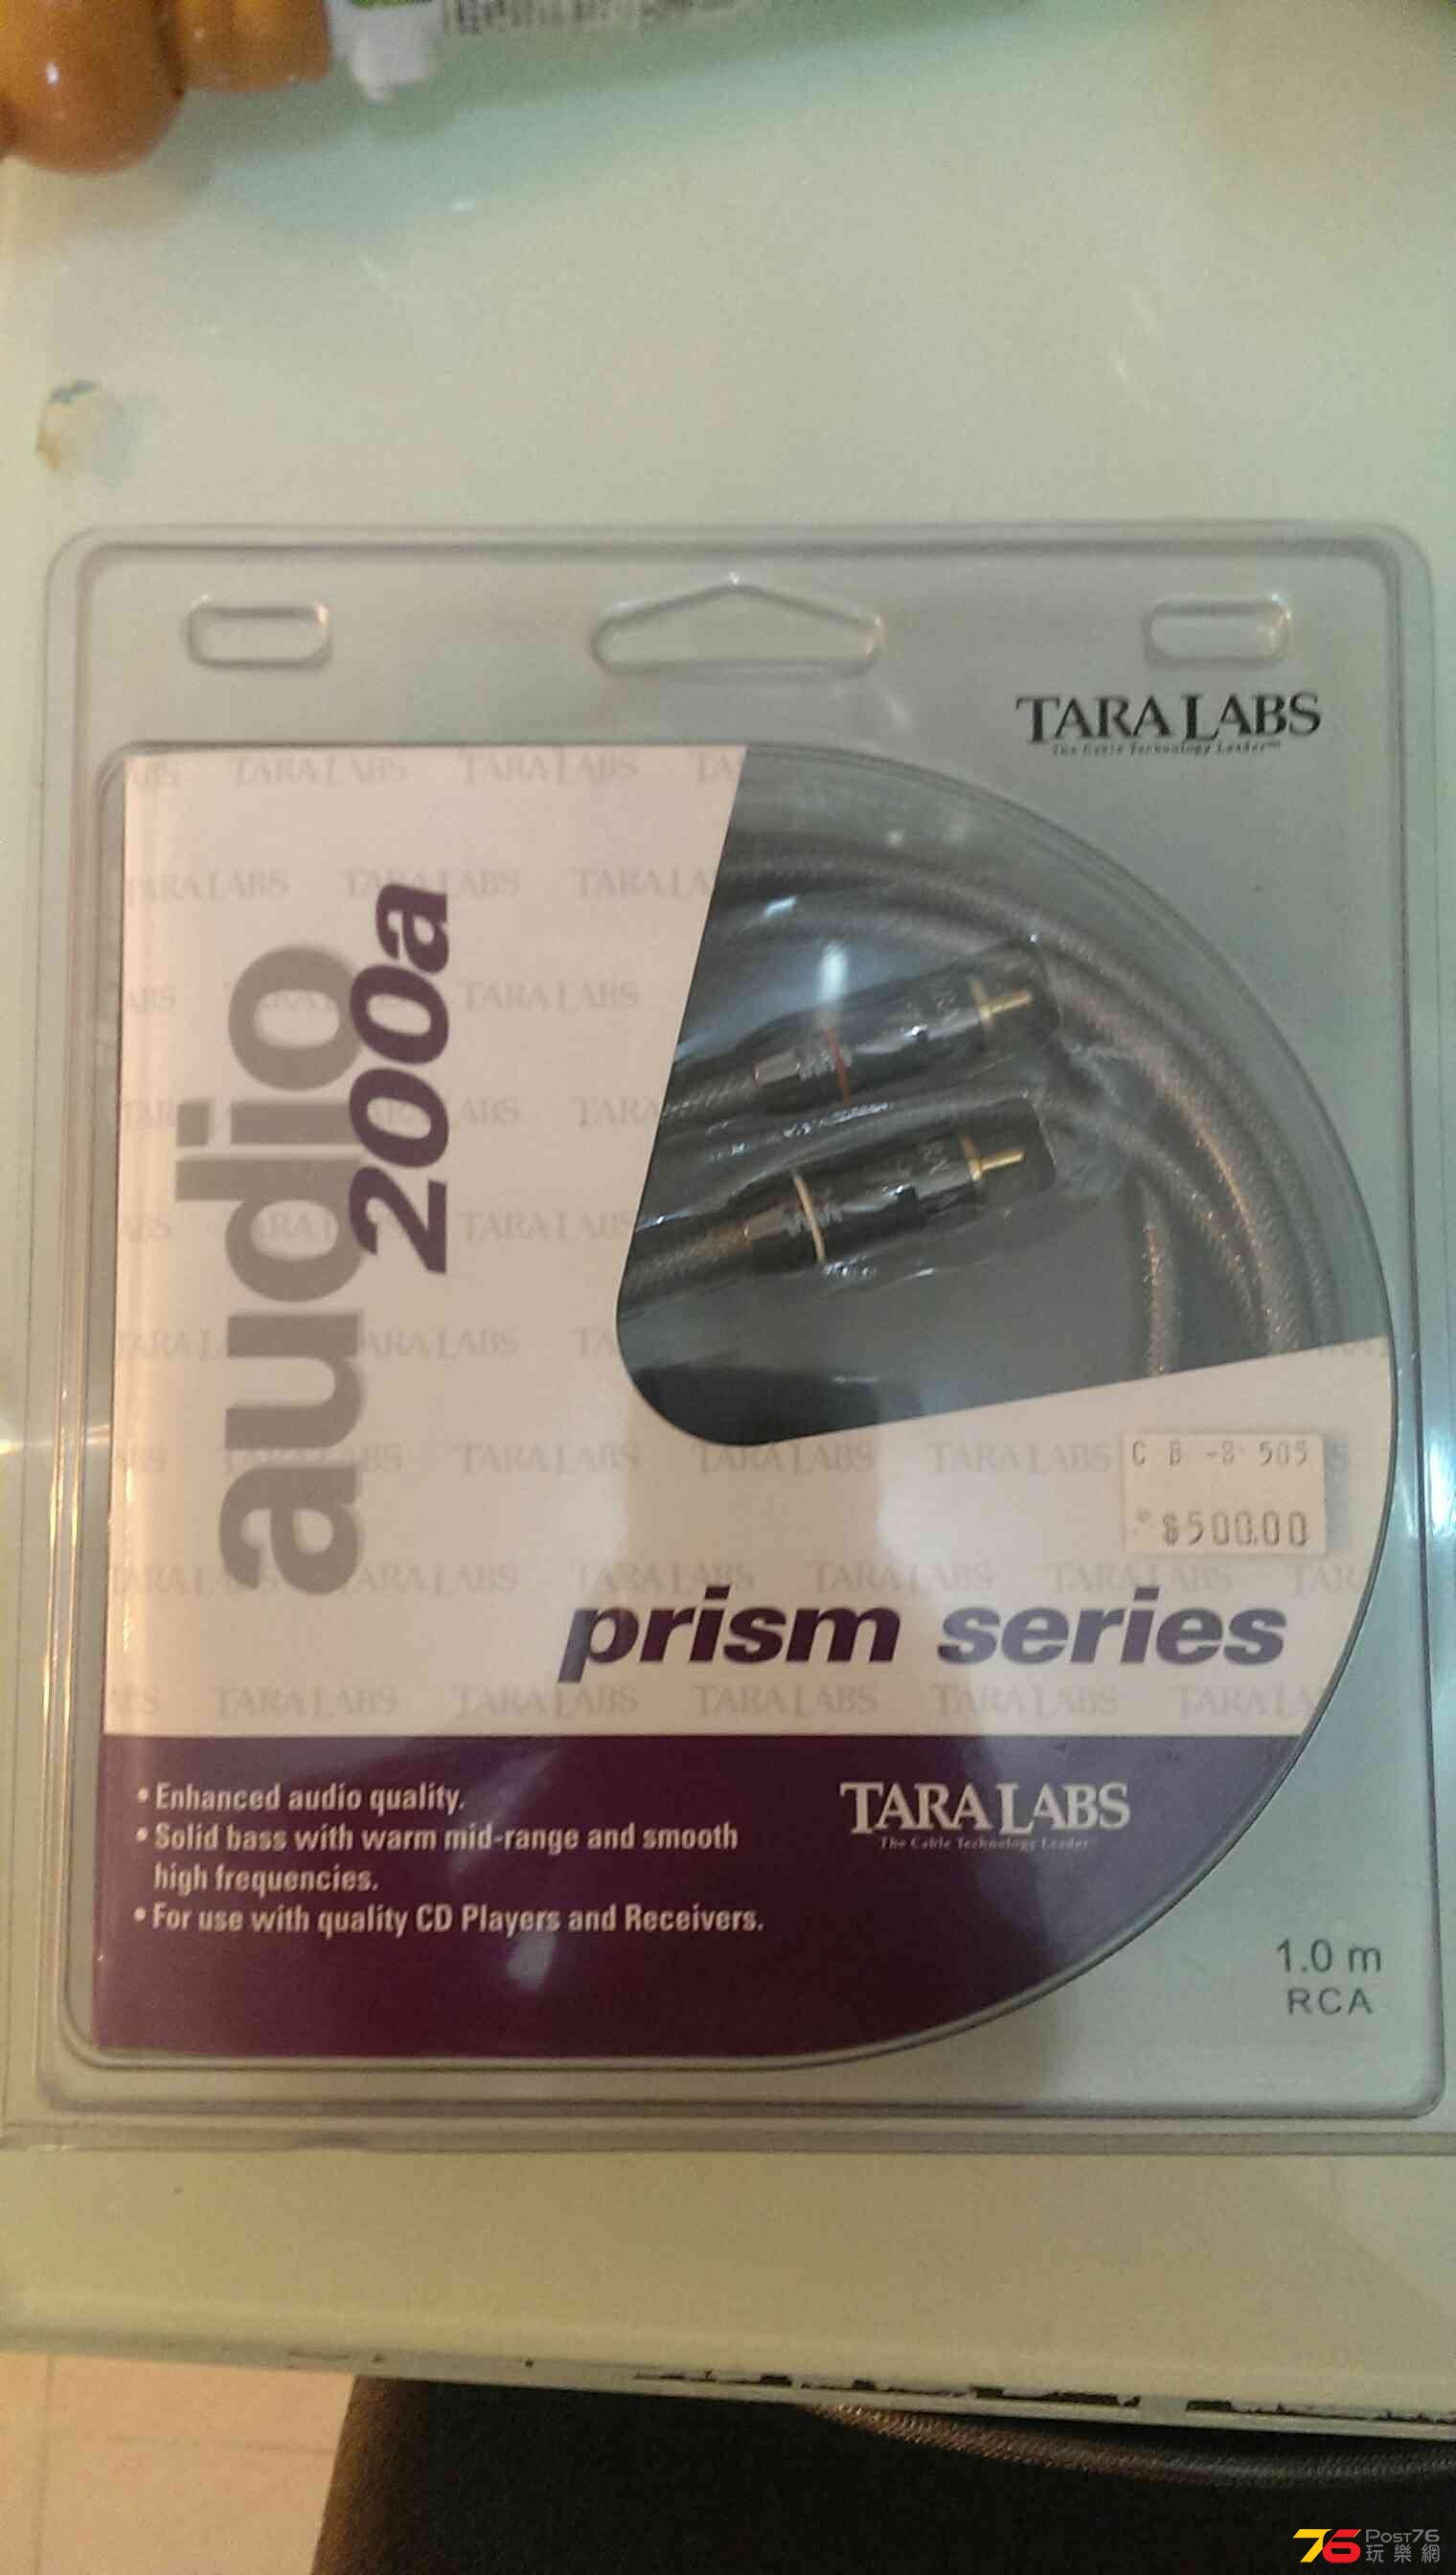 TARA LABS
The Cable Technology Leader™
audio
200a
C B -8 505
$500.00
prism series
• Enhanced audio quality.
• Solid bass with warm mid-range and smooth
high frequencies.
• For use with quality CD Players and Receivers.
TARA LABS
The Cable Technology Leader
1.0 m
RCA
76 Post76
玩樂網